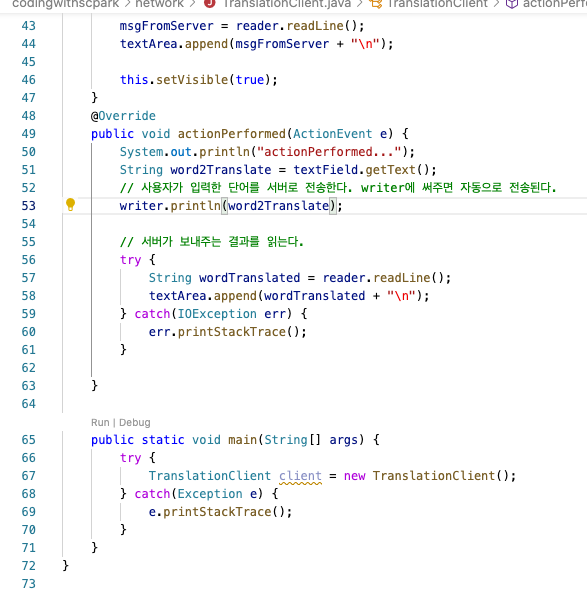 codingwithscpark > network > TranslationClient.java > TranslationClient > actionPerfo
43 msgFromServer = reader.readLine();
44 textArea.append(msgFromServer + "\n");
45
46 this.setVisible(true);
47 }
48 @Override
49 public void actionPerformed(ActionEvent e) {
50 System.out.println("actionPerformed...");
51 String word2Translate = textField.getText();
52 // 사용자가 입력한 단어를 서버로 전송한다. writer에 써주면 자동으로 전송된다.
53 writer.println(word2Translate);
54
55 // 서버가 보내주는 결과를 읽는다.
56 try {
57 String wordTranslated = reader.readLine();
58 textArea.append(wordTranslated + "\n");
59 } catch(IOException err) {
60 err.printStackTrace();
61 }
62
63 }
64
Run | Debug
65 public static void main(String[] args) {
66 try {
67 TranslationClient client = new TranslationClient();
68 } catch(Exception e) {
69 e.printStackTrace();
70 }
71 }
72 }
73